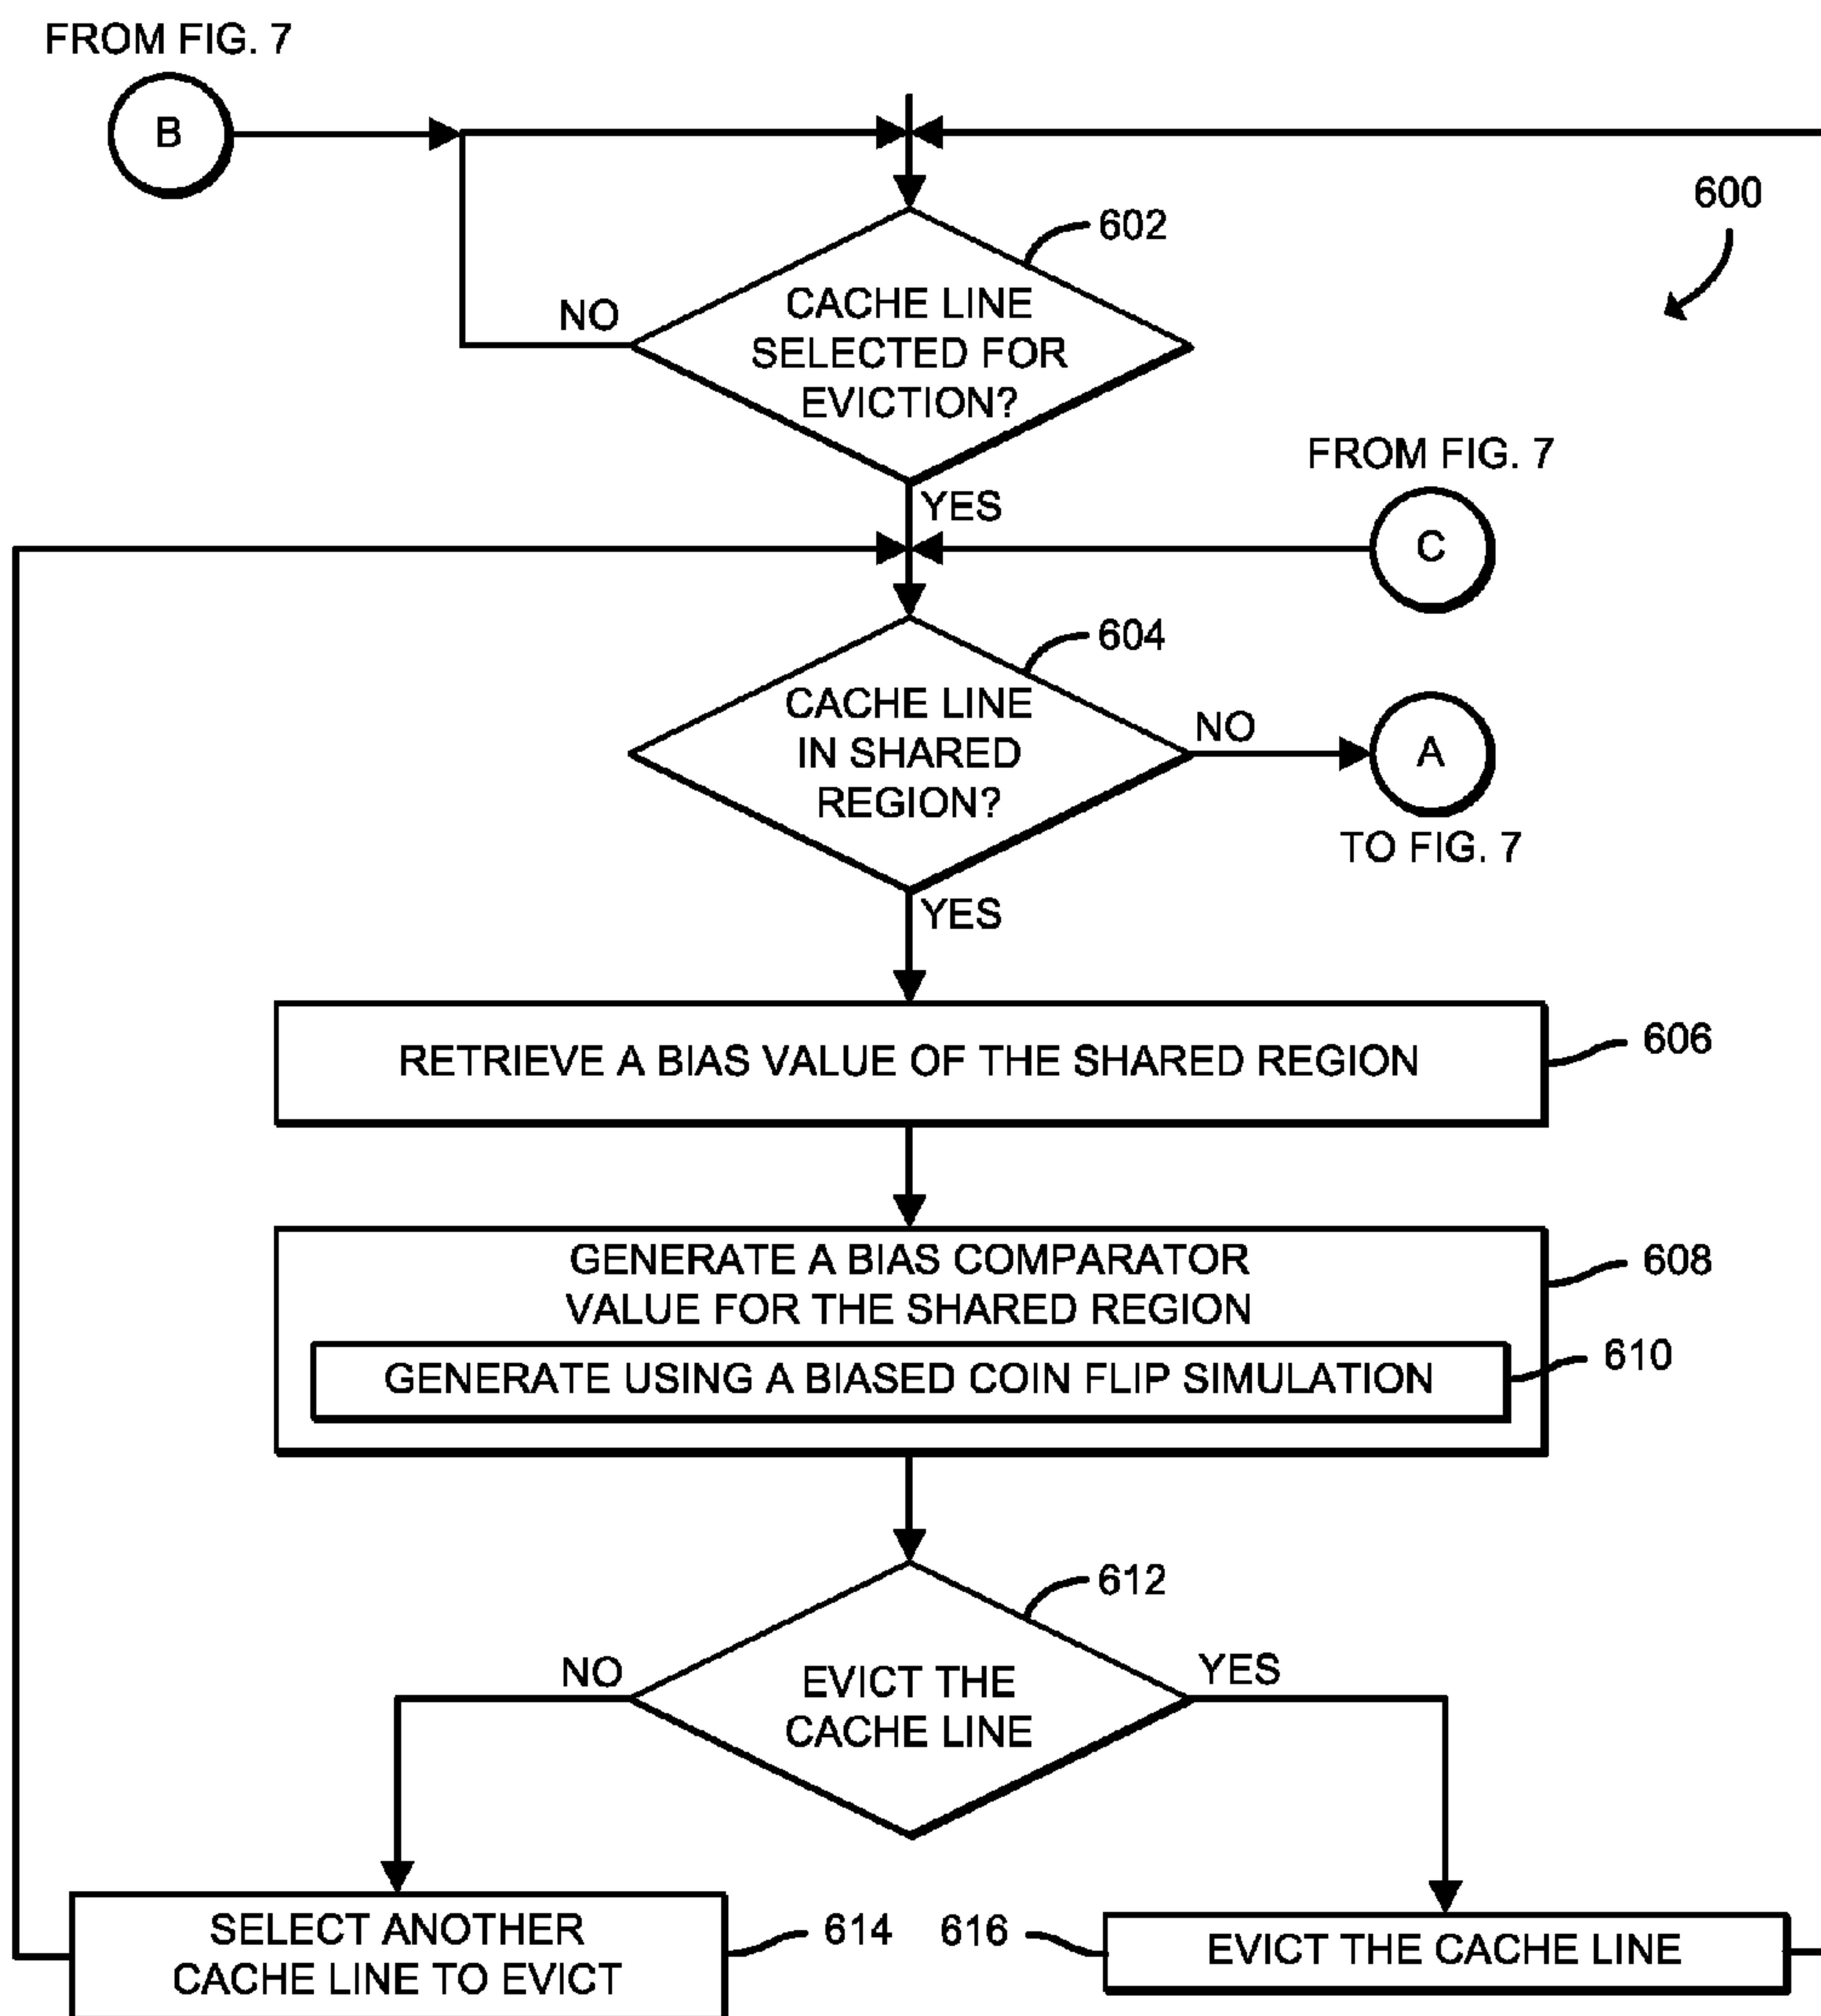 FROM FIG. 7
B
600
602
CACHE LINE
SELECTED FOR
EVICTION?
NO
YES
FROM FIG. 7
C
604
CACHE LINE
IN SHARED
REGION?
NO
A
TO FIG. 7
YES
RETRIEVE A BIAS VALUE OF THE SHARED REGION
606
GENERATE A BIAS COMPARATOR
VALUE FOR THE SHARED REGION
608
GENERATE USING A BIASED COIN FLIP SIMULATION
610
612
NO
EVICT THE
CACHE LINE
YES
SELECT ANOTHER
CACHE LINE TO EVICT
614
616
EVICT THE CACHE LINE